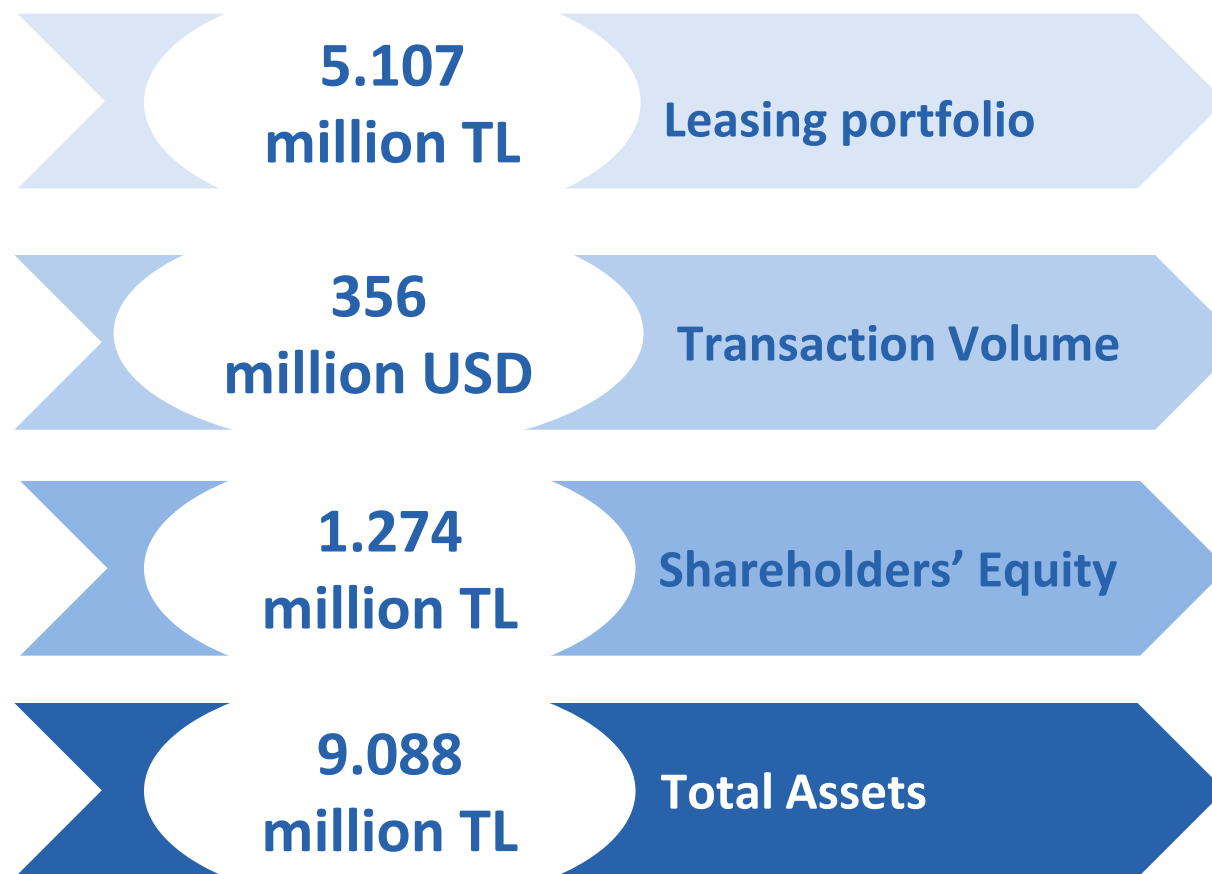 5.107
million TL
Leasing portfolio
356
million USD
Transaction Volume
1.274
million TL
Shareholders’ Equity
9.088
million TL
Total Assets